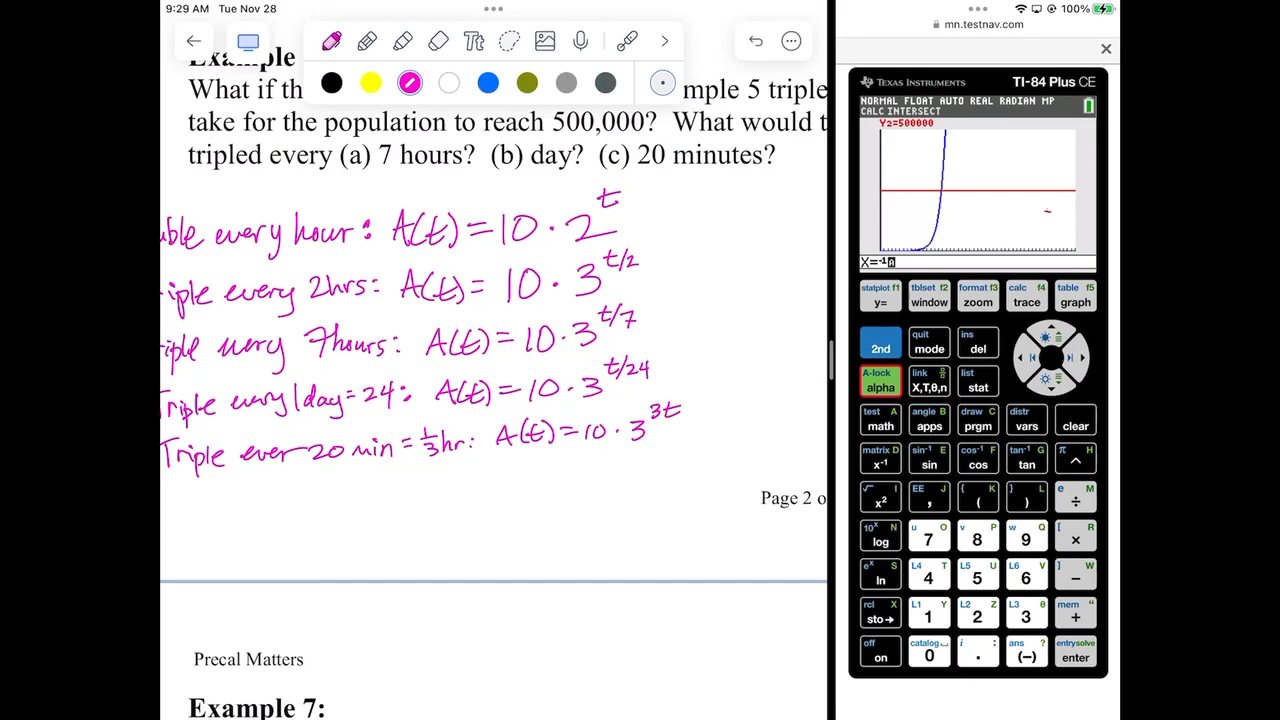 9:29 AM Tue Nov 28
100%
mn.testnav.com
Example
What if th mple 5 triple
take for the population to reach 500,000? What would t
tripled every (a) 7 hours? (b) day? (c) 20 minutes?
uble every hour: A(t) = 10 · 2^t
iple every 2hrs: A(t) = 10 · 3^t/2
iple every 7hours: A(t) = 10 · 3^t/7
Triple every 1day = 24: A(t) = 10 · 3^t/24
Triple ever 20 min = 1/3 hr: A(t) = 10 · 3^3t
Page 2 o
Precal Matters
Example 7:
TEXAS INSTRUMENTS TI-84 Plus CE
NORMAL FLOAT AUTO REAL RADIAN MP
CALC INTERSECT
Y2=500000
X=-1
statplot f1 tblset f2 format f3 calc f4 table f5
y= window zoom trace graph
quit ins
2nd mode del
A-lock link list
alpha X,T,θ,n stat
test A angle B draw C distr
math apps prgm vars clear
matrix D sin⁻¹ E cos⁻¹ F tan⁻¹ G π H
x⁻¹ sin cos tan ^
√ I EE J { K } L e M
x² , ( ) ÷
10ˣ N u O v P w Q [ R
log 7 8 9 ×
eˣ S L4 T L5 U L6 V ] W
ln 4 5 6 −
rcl X L1 Y L2 Z L3 θ mem "
sto→ 1 2 3 +
off catalog i : ans ? entry solve
on 0 . (−) enter